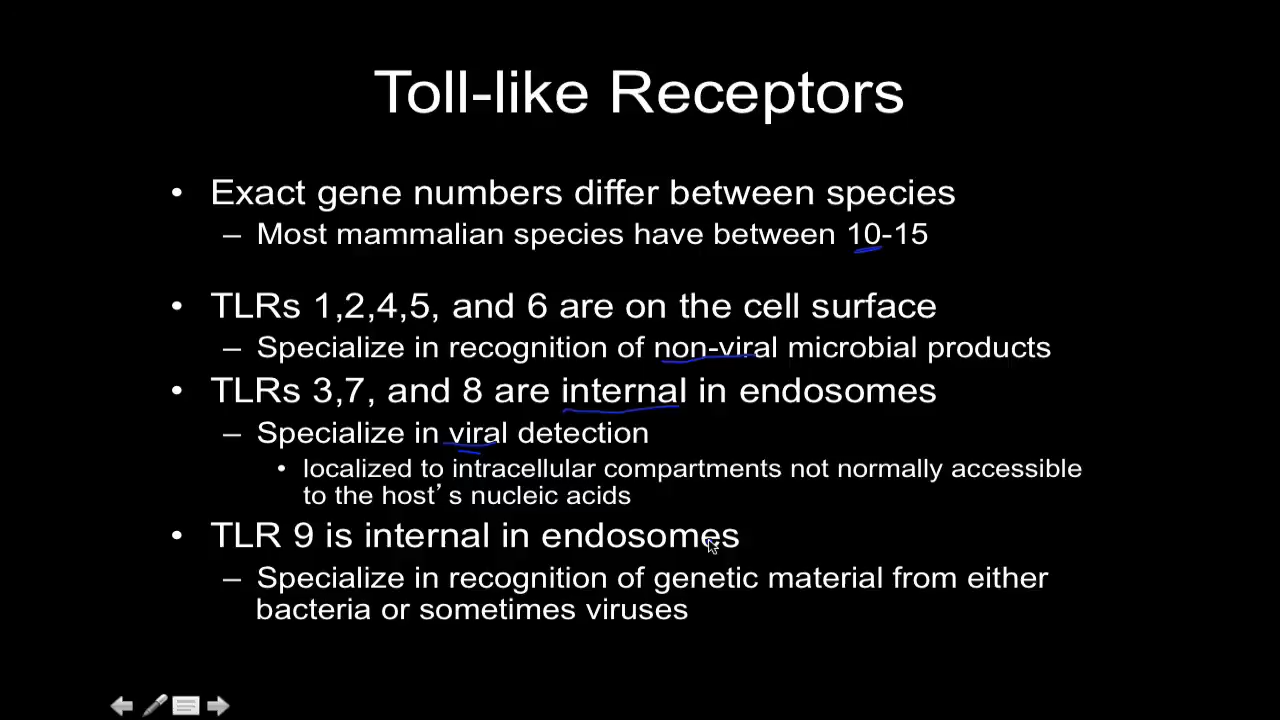 Toll-like Receptors
• Exact gene numbers differ between species
– Most mammalian species have between 10-15
• TLRs 1,2,4,5, and 6 are on the cell surface
– Specialize in recognition of non-viral microbial products
• TLRs 3,7, and 8 are internal in endosomes
– Specialize in viral detection
• localized to intracellular compartments not normally accessible
to the host’s nucleic acids
• TLR 9 is internal in endosomes
– Specialize in recognition of genetic material from either
bacteria or sometimes viruses